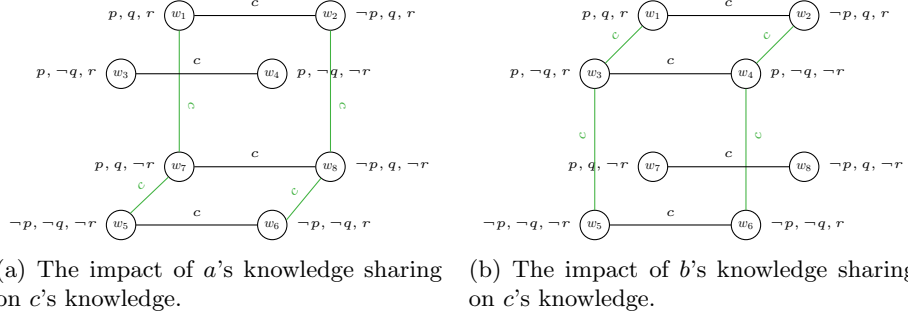 c
p, q, r w₁ w₂ ¬p, q, r
c
p, ¬q, r w₃ w₄ p, ¬q, ¬r
c c
c
p, q, ¬r w₇ w₈ ¬p, q, ¬r
c c
c
¬p, ¬q, ¬r w₅ w₆ ¬p, ¬q, r
(a) The impact of a's knowledge sharing
on c's knowledge.
c
p, q, r w₁ w₂ ¬p, q, r
c c
c
p, ¬q, r w₃ w₄ p, ¬q, ¬r
c c
c
p, q, ¬r w₇ w₈ ¬p, q, ¬r
c
¬p, ¬q, ¬r w₅ w₆ ¬p, ¬q, r
(b) The impact of b's knowledge sharing
on c's knowledge.